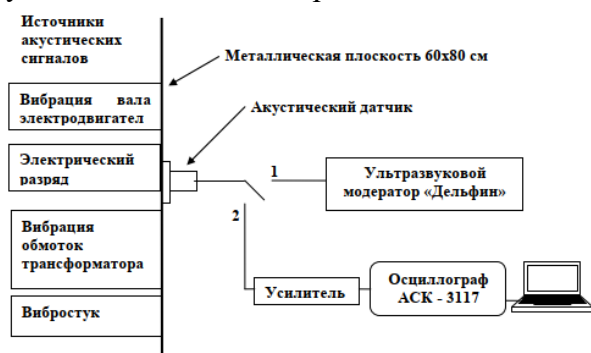 Источники
акустических
сигналов
Металлическая плоскость 60х80 см
Вибрация вала
электродвигател
Акустический датчик
Электрический
разряд
1
Ультразвуковой
модератор «Дельфин»
2
Вибрация
обмоток
трансформатора
Усилитель
Осциллограф
АСК - 3117
Вибростук